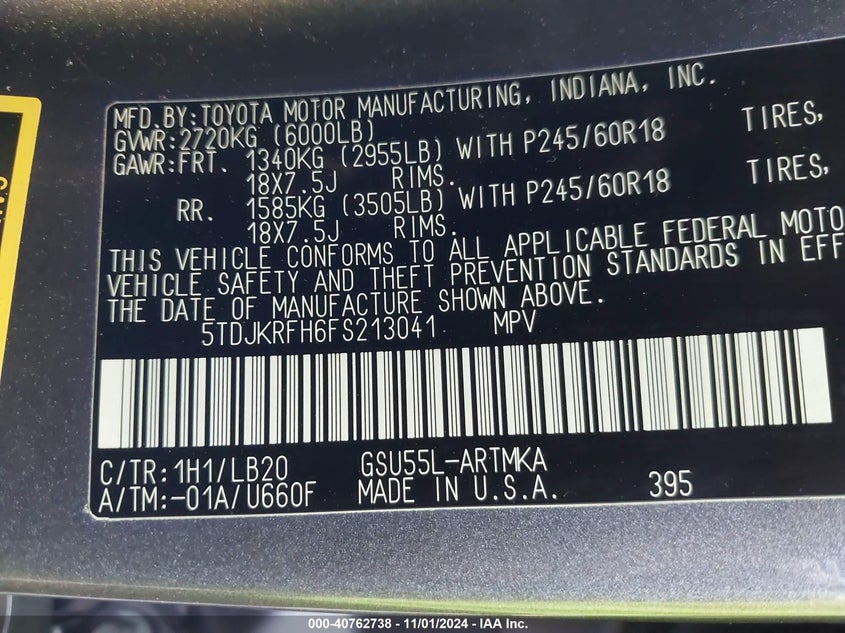 MFD. BY: TOYOTA MOTOR MANUFACTURING, INDIANA, INC.
GVWR: 2720KG (6000LB)
GAWR: FRT. 1340KG (2955LB) WITH P245/60R18 TIRES,
18X7.5J RIMS.
RR. 1585KG (3505LB) WITH P245/60R18 TIRES,
18X7.5J RIMS.
THIS VEHICLE CONFORMS TO ALL APPLICABLE FEDERAL MOTO
VEHICLE SAFETY AND THEFT PREVENTION STANDARDS IN EFF
THE DATE OF MANUFACTURE SHOWN ABOVE.
5TDJKRFH6FS213041 MPV
C/TR: 1H1/LB20 GSU55L-ARTMKA
A/TM: -01A/U660F MADE IN U.S.A. 395
000-40762738 - 11/01/2024 - IAA Inc.